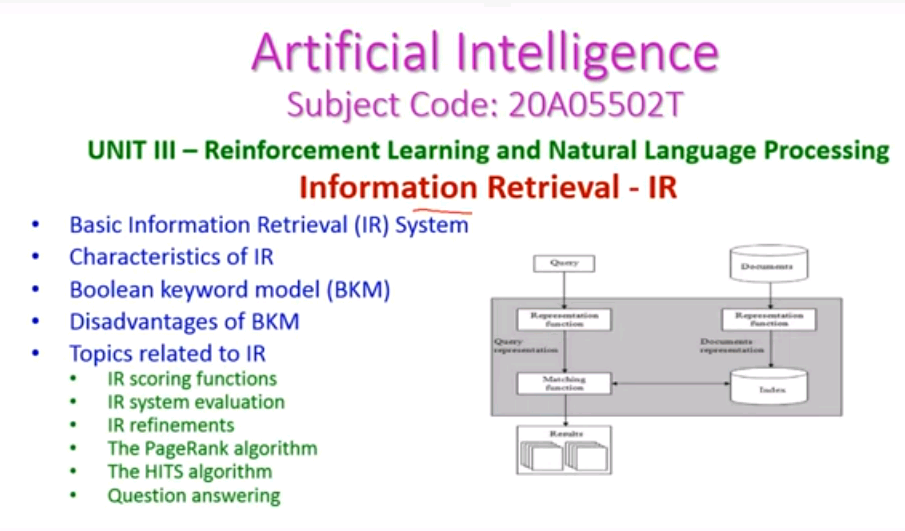 Artificial Intelligence
Subject Code: 20A05502T
UNIT III – Reinforcement Learning and Natural Language Processing
Information Retrieval - IR
• Basic Information Retrieval (IR) System
• Characteristics of IR
• Boolean keyword model (BKM)
• Disadvantages of BKM
• Topics related to IR
• IR scoring functions
• IR system evaluation
• IR refinements
• The PageRank algorithm
• The HITS algorithm
• Question answering
Query
Documents
Representation
function
Representation
function
Query
representation
Documents
representation
Matching
function
Index
Results